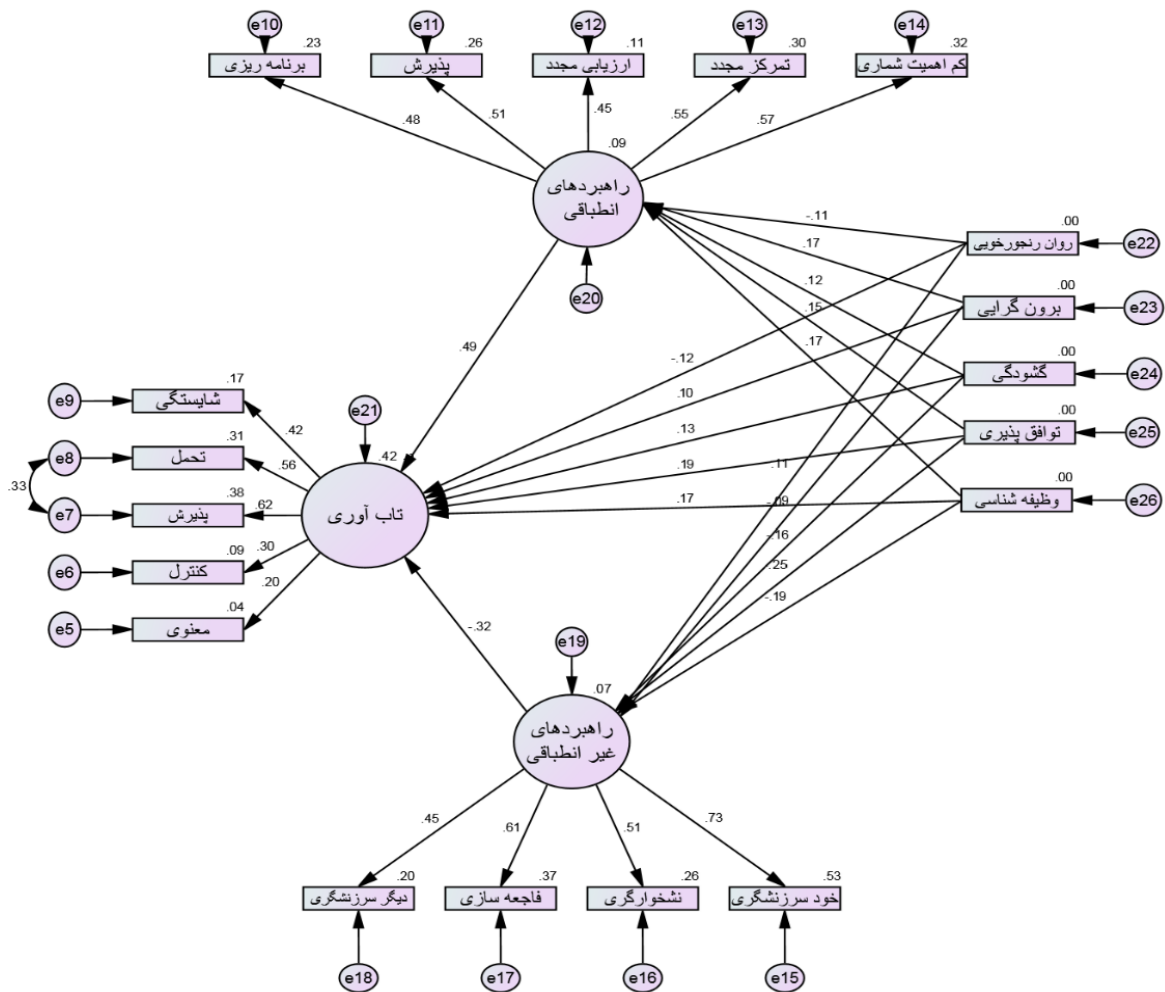 e10 e11 e12 e13 e14
.23 .26 .11 .30 .32
برنامه ریزی
پذیرش
ارزیابی مجدد
تمرکز مجدد
کم اهمیت شماری
.48 .51 .45 .55 .57
.09
راهبردهای
انطباقی
e20
-.11
.17
.12
.15
.17
.00
روان رنجورخویی
e22
.00
برون گرایی
e23
.00
گشودگی
e24
.00
توافق پذیری
e25
.00
وظیفه شناسی
e26
.49
-.12
.10
.13
.19
.17
e9
.17
شایستگی
.42
e8
.31
تحمل
.56
.33
e7
.38
پذیرش
.62
e6
.09
کنترل
.30
e5
.04
معنوی
.20
e21
.42
تاب آوری
.11
-.09
-.16
.25
-.19
-.32
e19
.07
راهبردهای
غیر انطباقی
.45 .61 .51 .73
.20 .37 .26 .53
دیگر سرزنشگری
فاجعه سازی
نشخوارگری
خود سرزنشگری
e18 e17 e16 e15